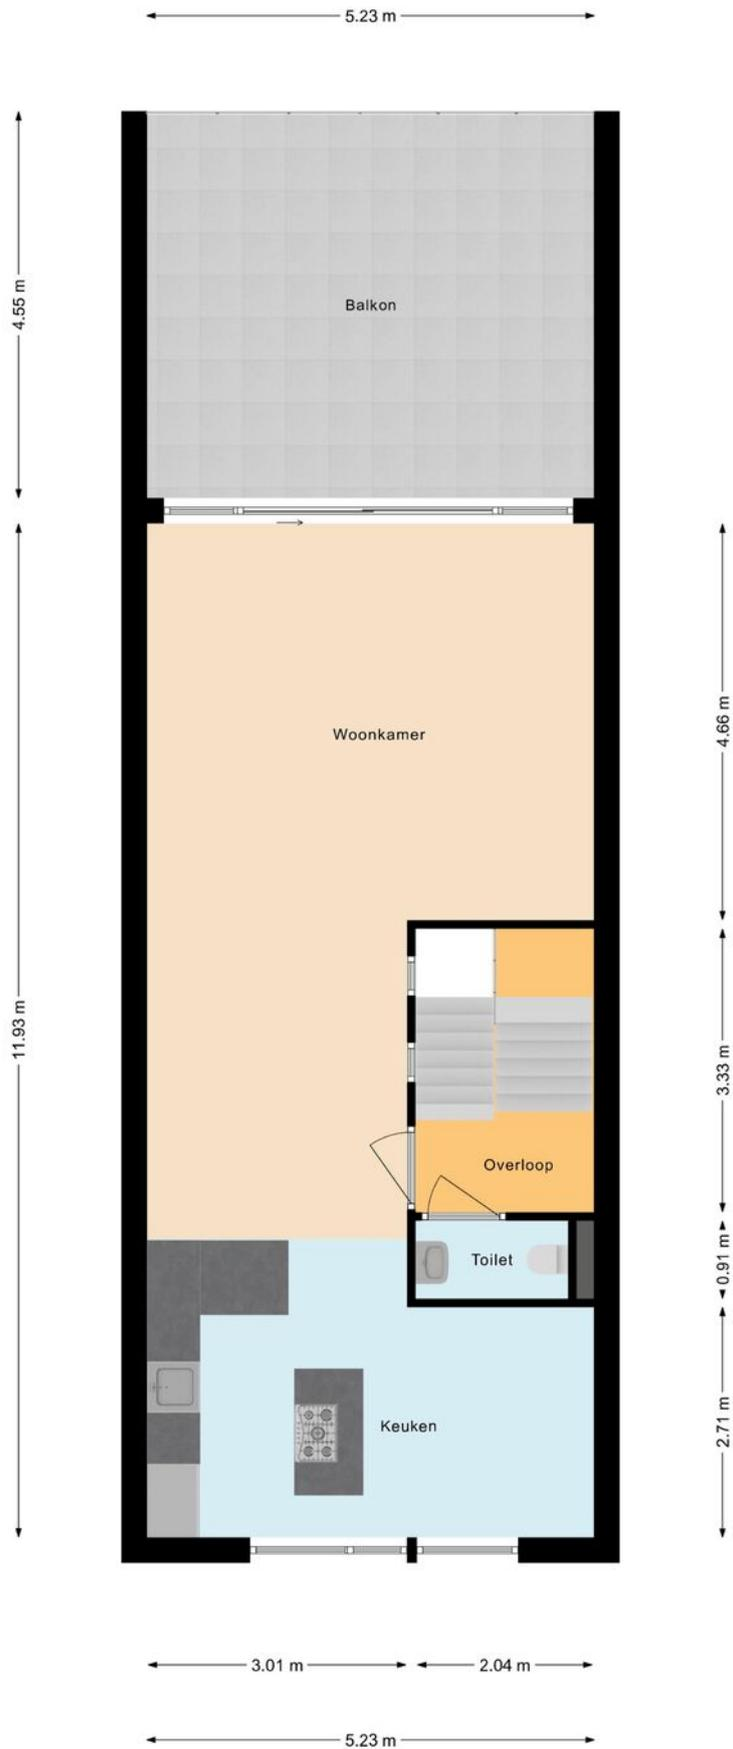 5.23 m
4.55 m
Balkon
Woonkamer
4.66 m
11.93 m
3.33 m
Overloop
0.91 m
Toilet
2.71 m
Keuken
3.01 m
2.04 m
5.23 m